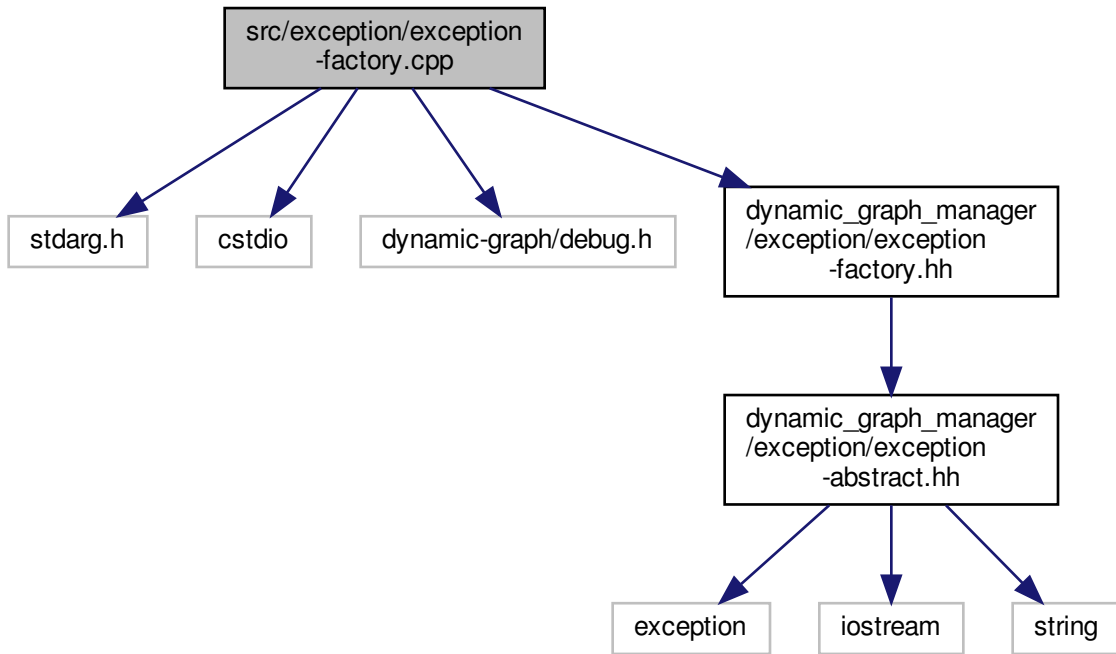 src/exception/exception
-factory.cpp
stdarg.h
cstdio
dynamic-graph/debug.h
dynamic_graph_manager
/exception/exception
-factory.hh
dynamic_graph_manager
/exception/exception
-abstract.hh
exception
iostream
string